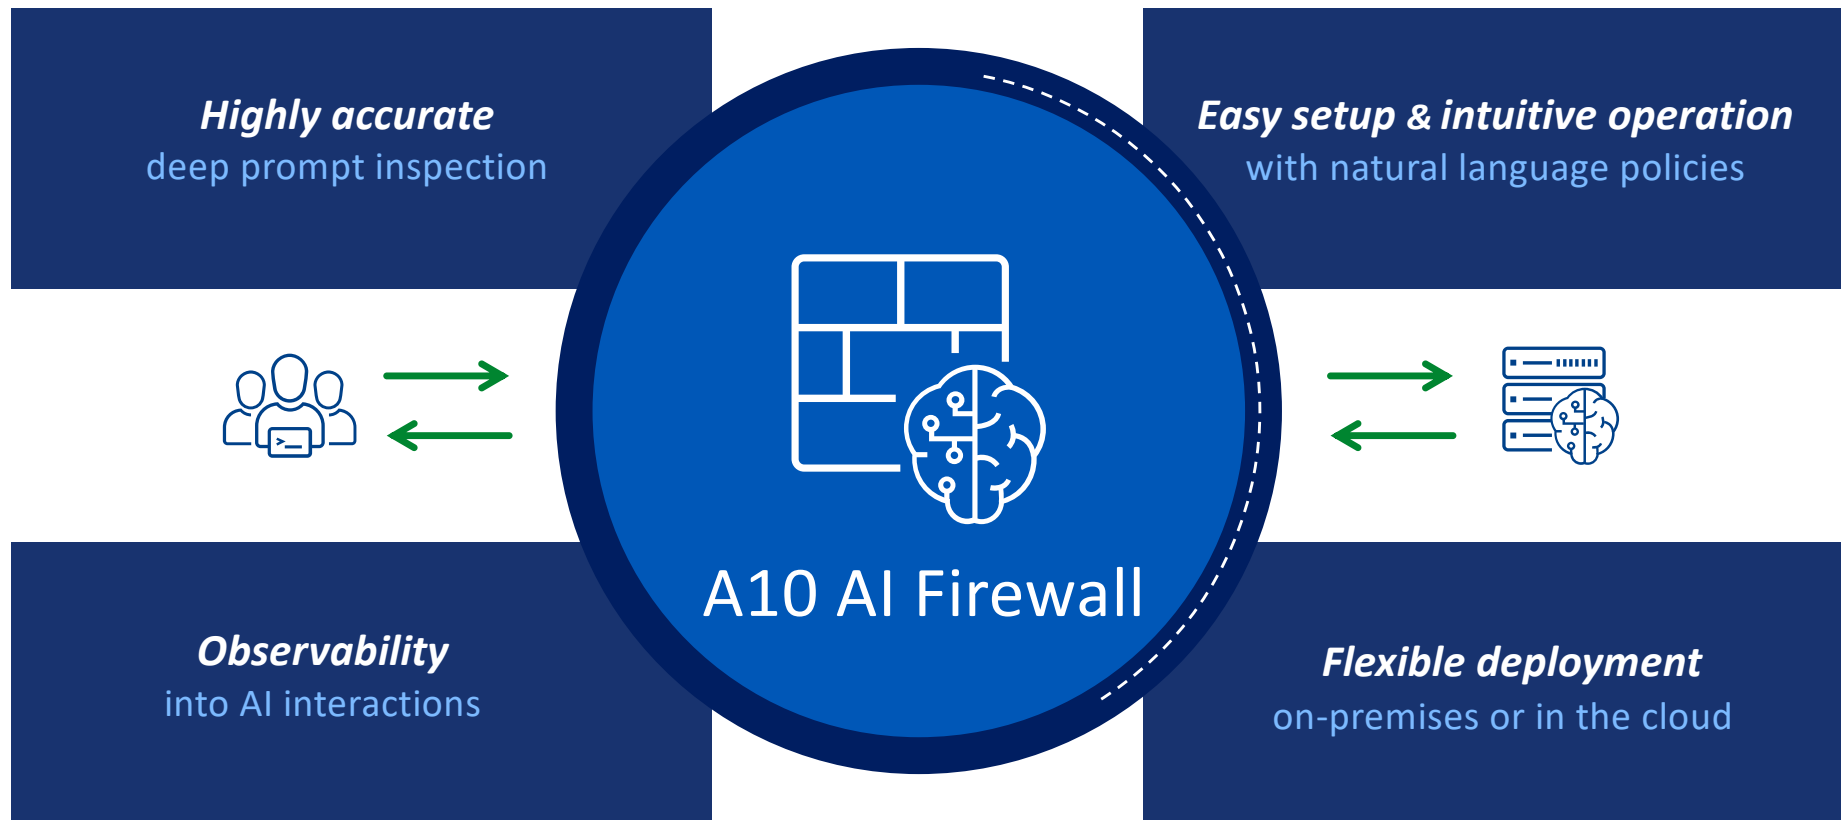 Highly accurate
deep prompt inspection
Easy setup & intuitive operation
with natural language policies
>_
A10 AI Firewall
Observability
into AI interactions
Flexible deployment
on-premises or in the cloud